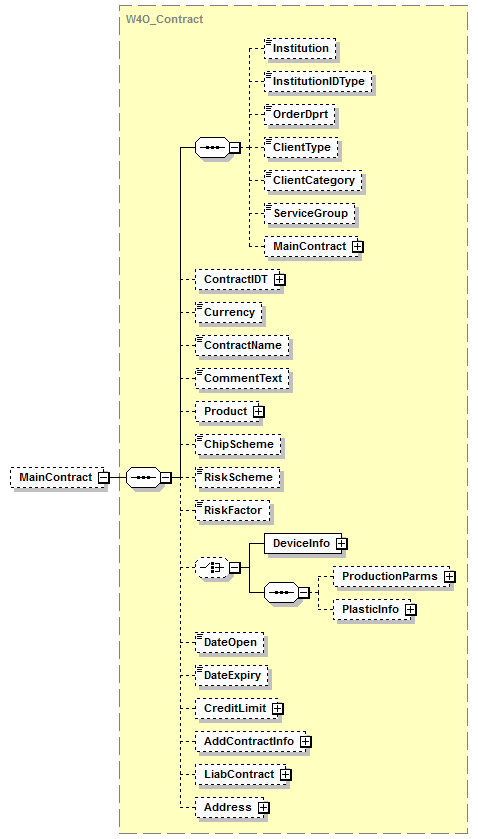 W4O_Contract
Institution
InstitutionIDType
OrderDprt
ClientType
ClientCategory
ServiceGroup
MainContract
ContractIDT
Currency
ContractName
CommentText
Product
ChipScheme
MainContract
RiskScheme
RiskFactor
DeviceInfo
ProductionParms
PlasticInfo
DateOpen
DateExpiry
CreditLimit
AddContractInfo
LiabContract
Address